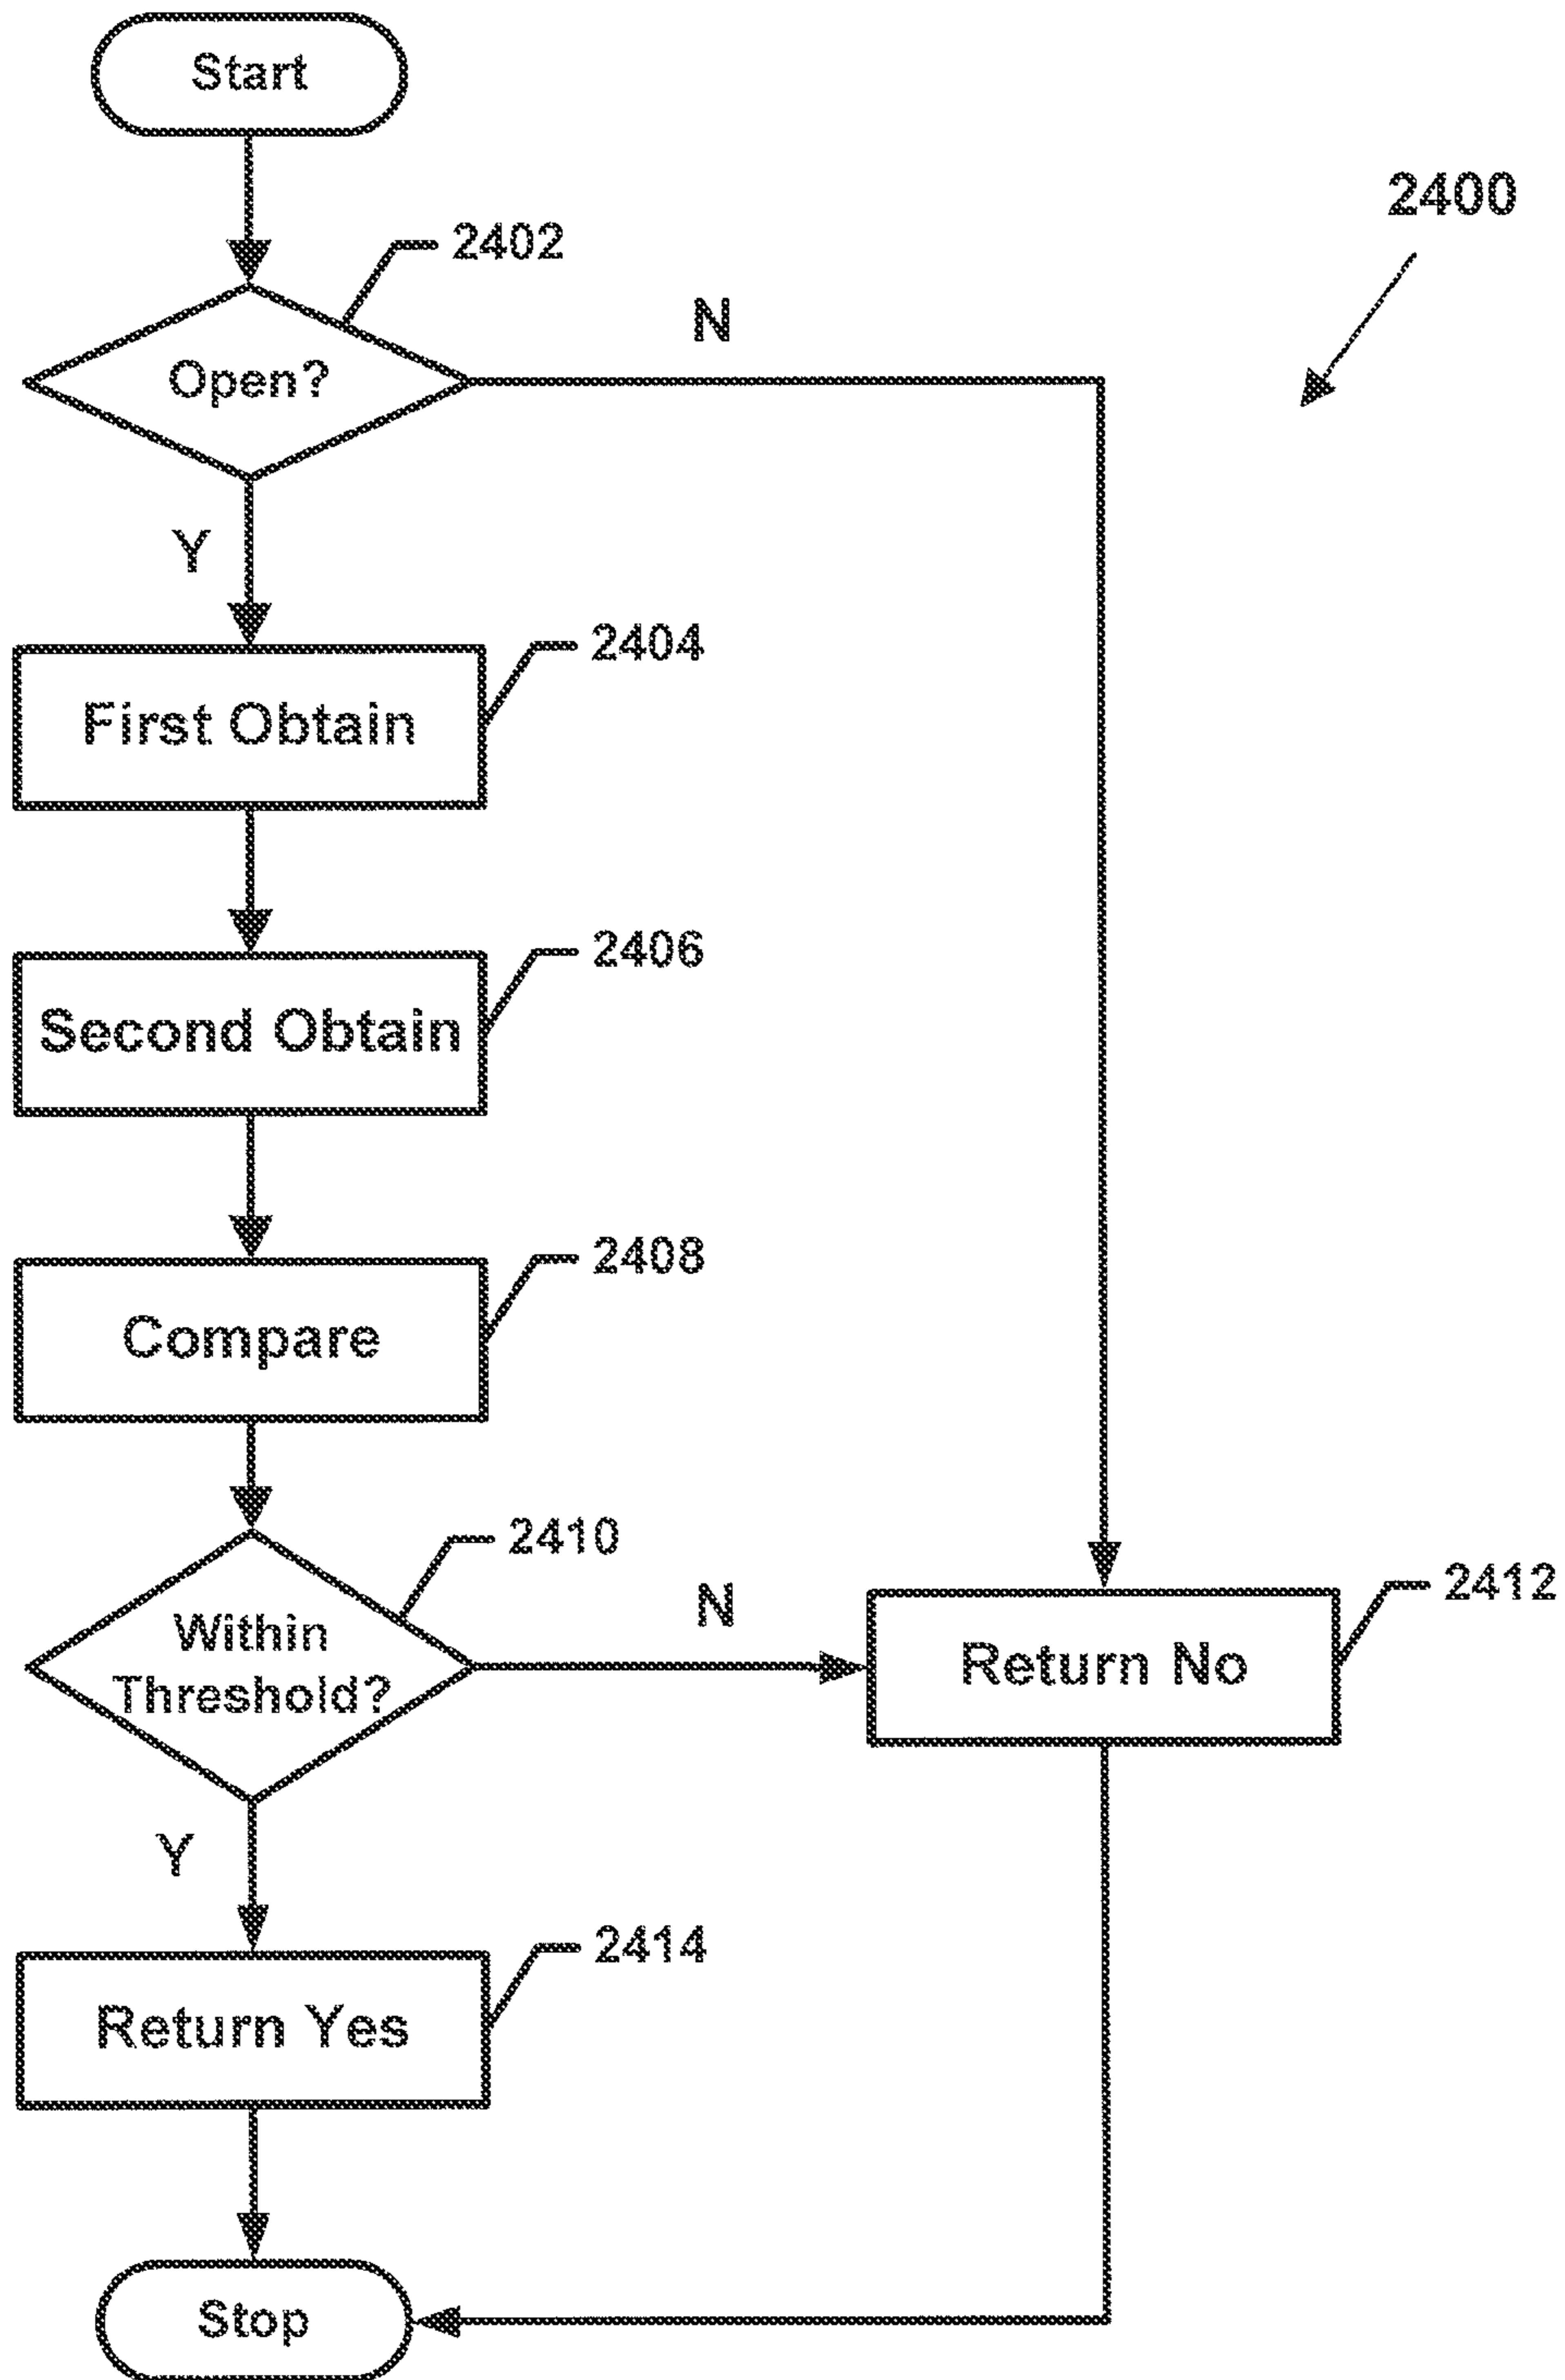 Start
2400
2402
N
Open?
Y
2404
First Obtain
2406
Second Obtain
2408
Compare
2410
N
2412
Within
Threshold?
Return No
Y
2414
Return Yes
Stop